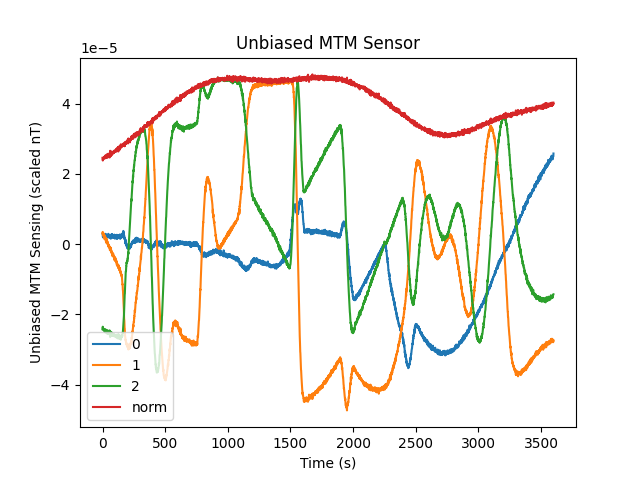 Unbiased MTM Sensor
1e−5
Unbiased MTM Sensing (scaled nT)
4
2
0
−2
−4
0
1
2
norm
0 500 1000 1500 2000 2500 3000 3500
Time (s)